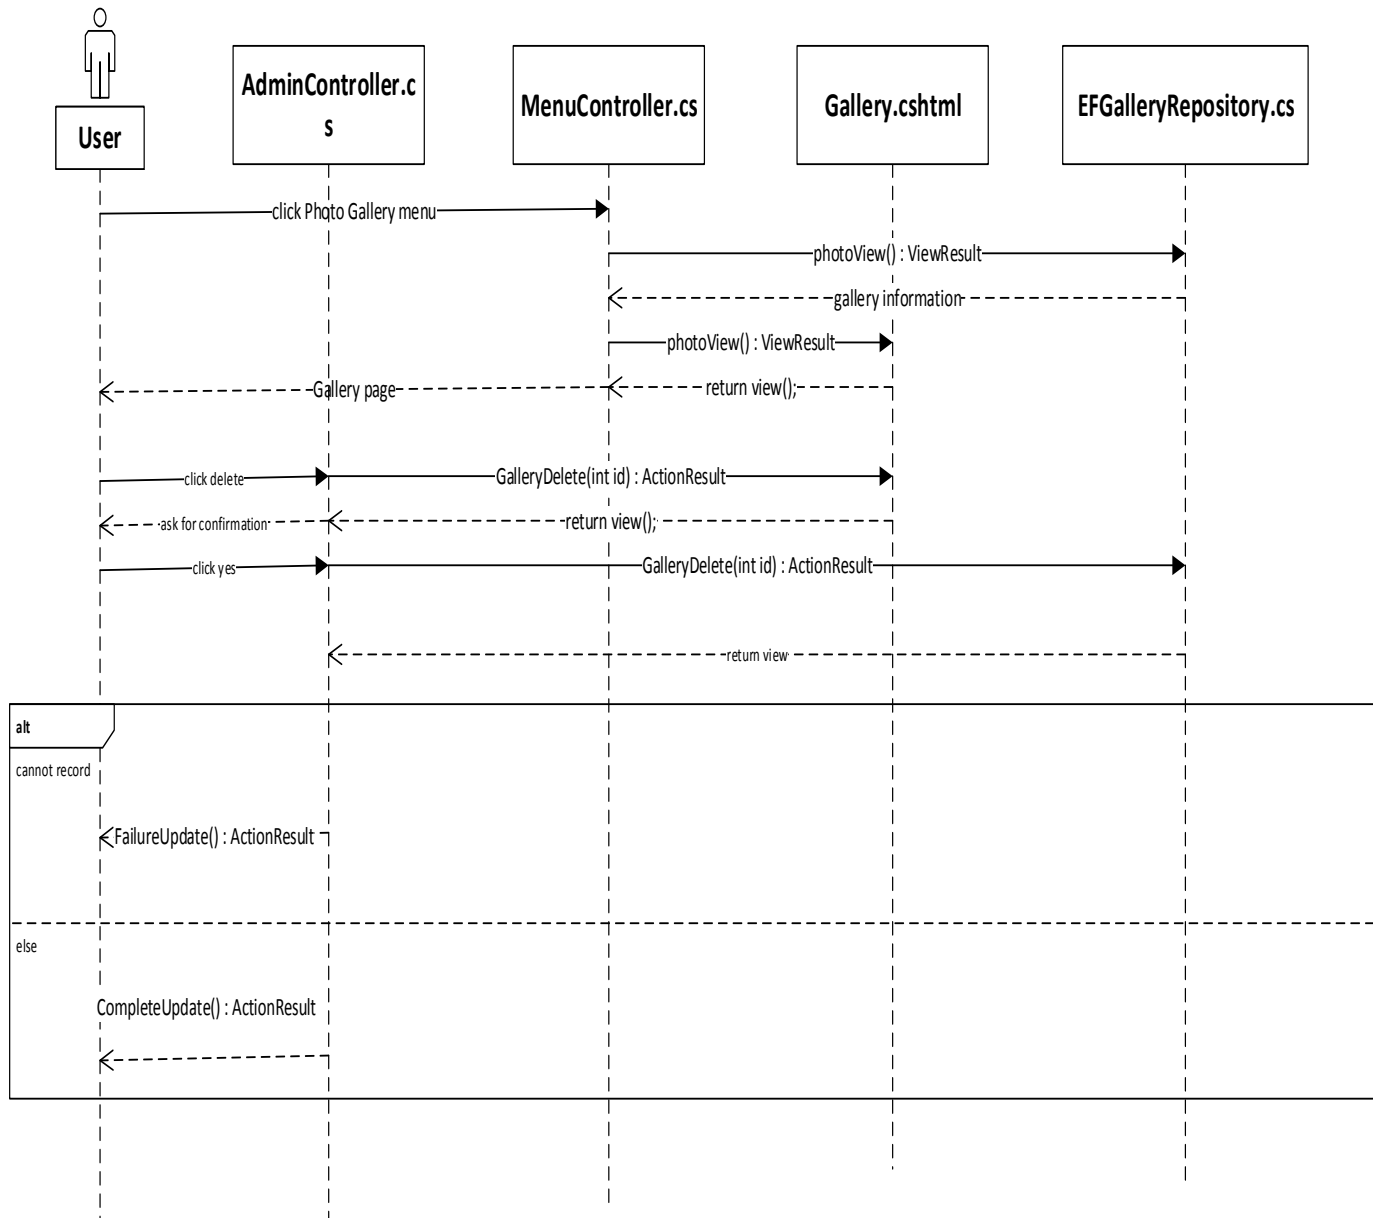 User
AdminController.c
s
MenuController.cs
Gallery.cshtml
EFGalleryRepository.cs
click Photo Gallery menu
photoView() : ViewResult
gallery information
photoView() : ViewResult
Gallery page
return view();
click delete
GalleryDelete(int id) : ActionResult
ask for confirmation
return view();
click yes
GalleryDelete(int id) : ActionResult
return view
alt
cannot record
FailureUpdate() : ActionResult
else
CompleteUpdate() : ActionResult